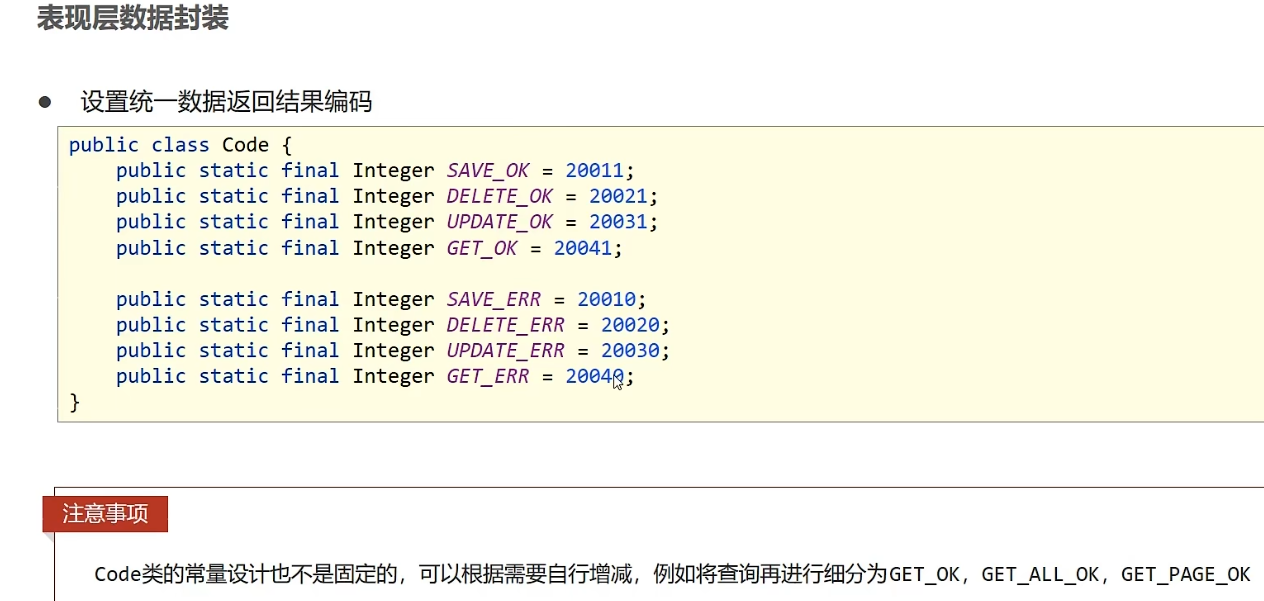 表现层数据封装
● 设置统一数据返回结果编码
public class Code {
    public static final Integer SAVE_OK = 20011;
    public static final Integer DELETE_OK = 20021;
    public static final Integer UPDATE_OK = 20031;
    public static final Integer GET_OK = 20041;

    public static final Integer SAVE_ERR = 20010;
    public static final Integer DELETE_ERR = 20020;
    public static final Integer UPDATE_ERR = 20030;
    public static final Integer GET_ERR = 20040;
}
注意事项
Code类的常量设计也不是固定的，可以根据需要自行增减，例如将查询再进行细分为GET_OK，GET_ALL_OK，GET_PAGE_OK